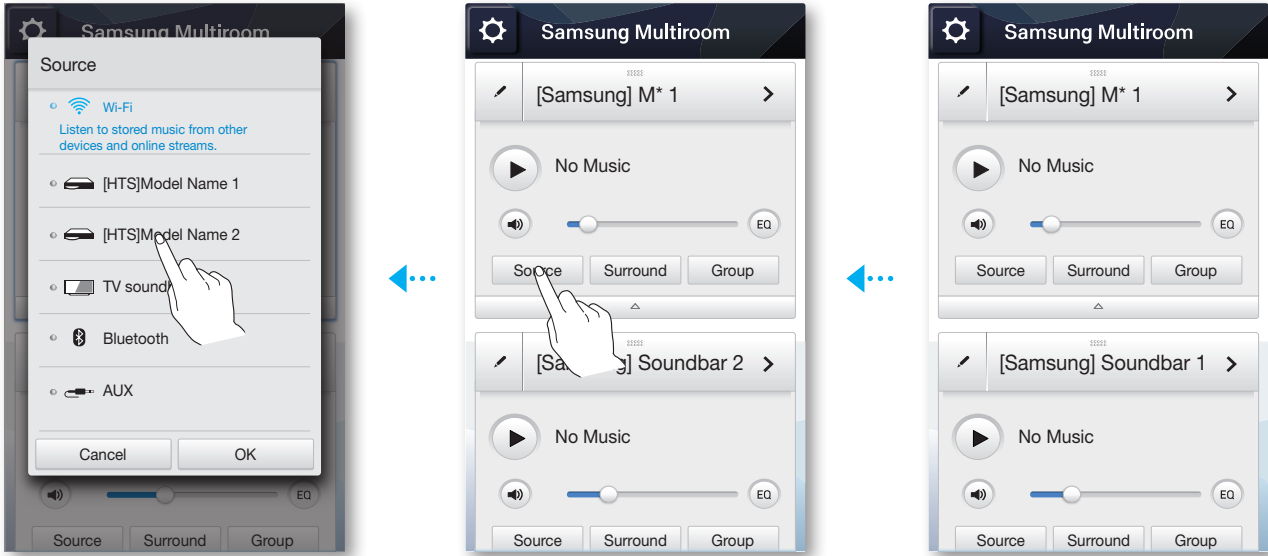 Samsung Multiroom
Source
Wi-Fi
Listen to stored music from other
devices and online streams.
[HTS]Model Name 1
[HTS]Model Name 2
TV
Bluetooth
AUX
Cancel OK
EQ
Source Surround Group
Samsung Multiroom
[Samsung] M* 1
No Music
EQ
Source Surround Group
[Samsung] Soundbar 2
No Music
EQ
Source Surround Group
Samsung Multiroom
[Samsung] M* 1
No Music
EQ
Source Surround Group
[Samsung] Soundbar 1
No Music
EQ
Source Surround Group